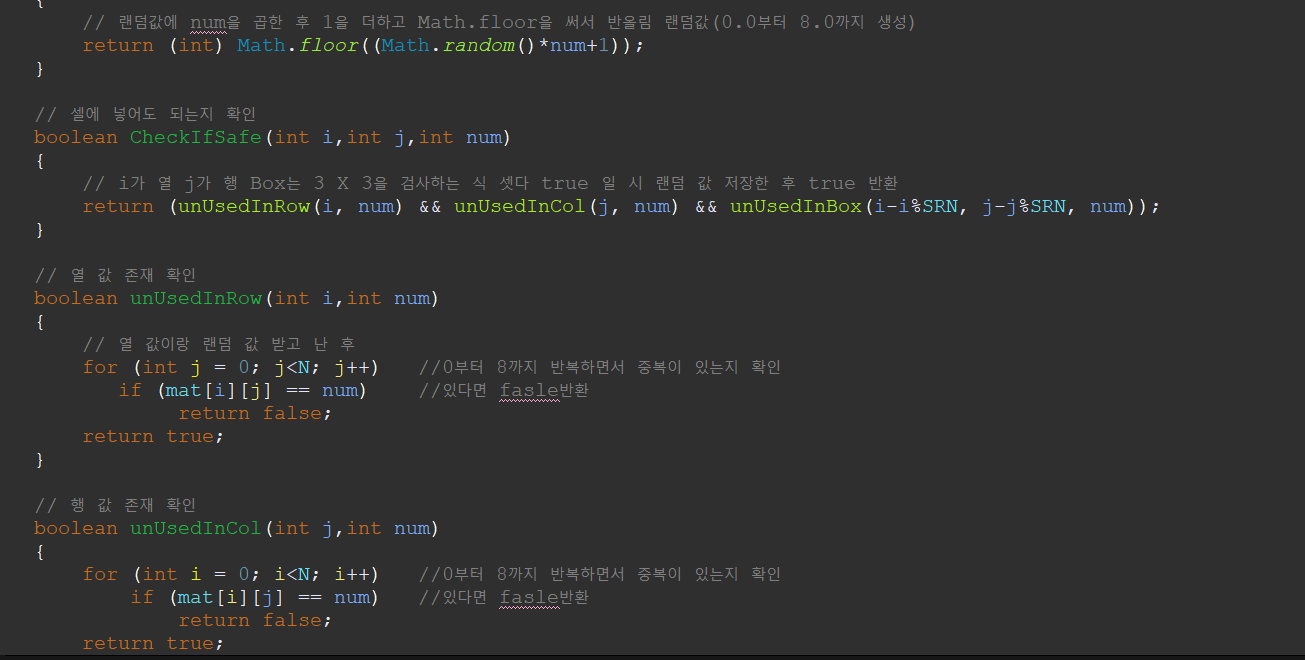 {
// 랜덤값에 num을 곱한 후 1을 더하고 Math.floor을 써서 반올림 랜덤값(0.0부터 8.0까지 생성)
return (int) Math.floor((Math.random()*num+1));
}
// 셀에 넣어도 되는지 확인
boolean CheckIfSafe(int i,int j,int num)
{
// i가 열 j가 행 Box는 3 X 3을 검사하는 식 셋다 true 일 시 랜덤 값 저장한 후 true 반환
return (unUsedInRow(i, num) && unUsedInCol(j, num) && unUsedInBox(i-i%SRN, j-j%SRN, num));
}
// 열 값 존재 확인
boolean unUsedInRow(int i,int num)
{
// 열 값이랑 랜덤 값 받고 난 후
for (int j = 0; j<N; j++) //0부터 8까지 반복하면서 중복이 있는지 확인
if (mat[i][j] == num) //있다면 fasle반환
return false;
return true;
}
// 행 값 존재 확인
boolean unUsedInCol(int j,int num)
{
for (int i = 0; i<N; i++) //0부터 8까지 반복하면서 중복이 있는지 확인
if (mat[i][j] == num) //있다면 fasle반환
return false;
return true;